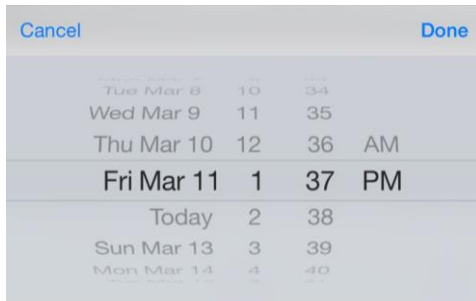 Cancel Done
Tue Mar 8 10 34
Wed Mar 9 11 35
Thu Mar 10 12 36 AM
Fri Mar 11 1 37 PM
Today 2 38
Sun Mar 13 3 39
Mon Mar 14 4 40